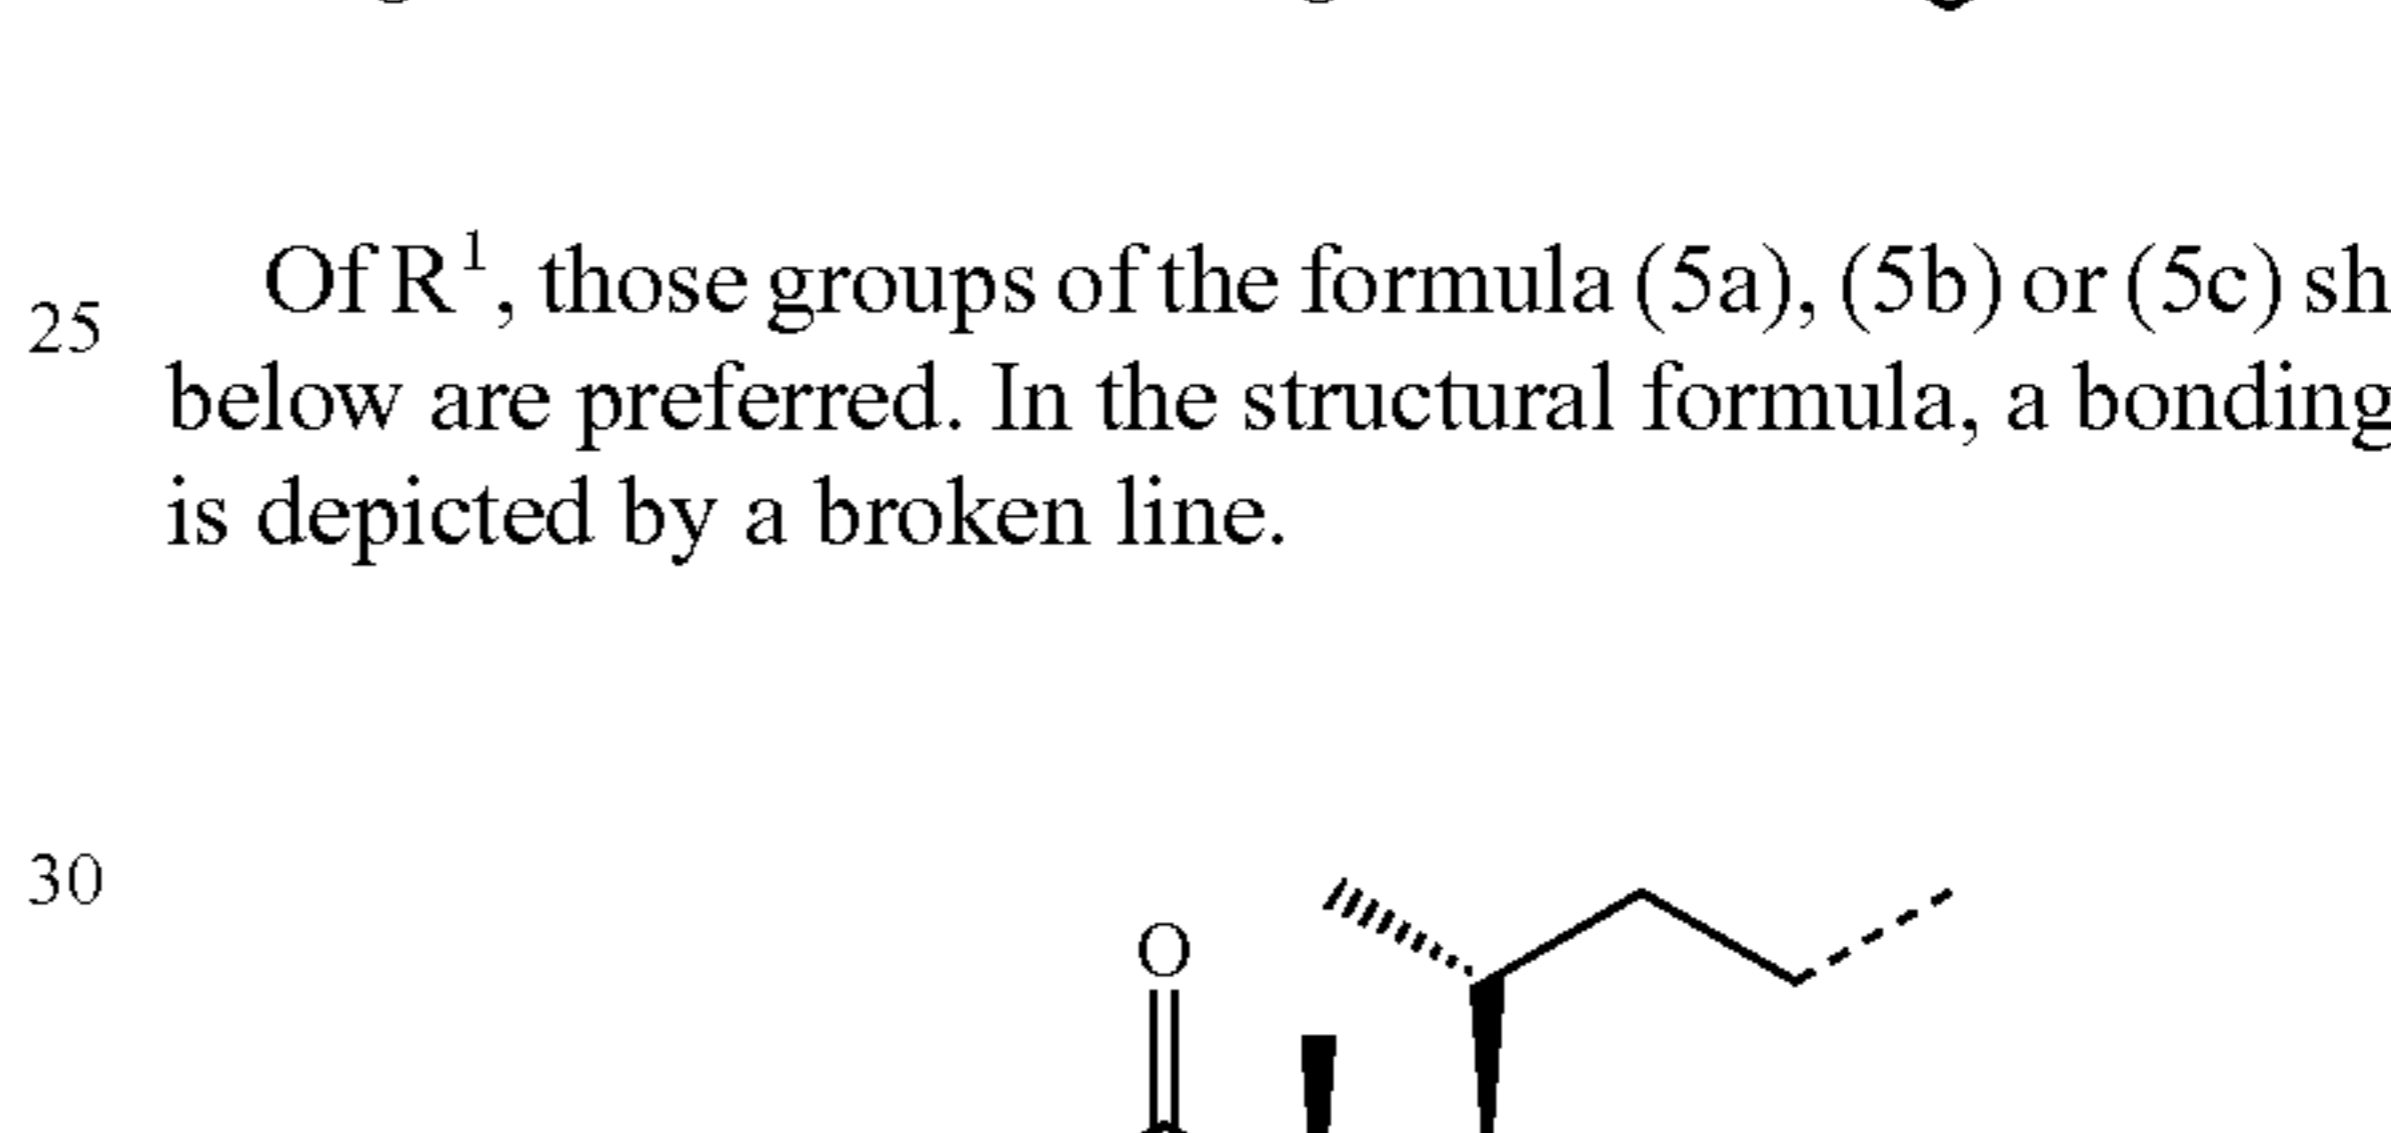 Of R¹, those groups of the formula (5a), (5b) or (5c) sh
25
below are preferred. In the structural formula, a bonding
is depicted by a broken line.
30
O